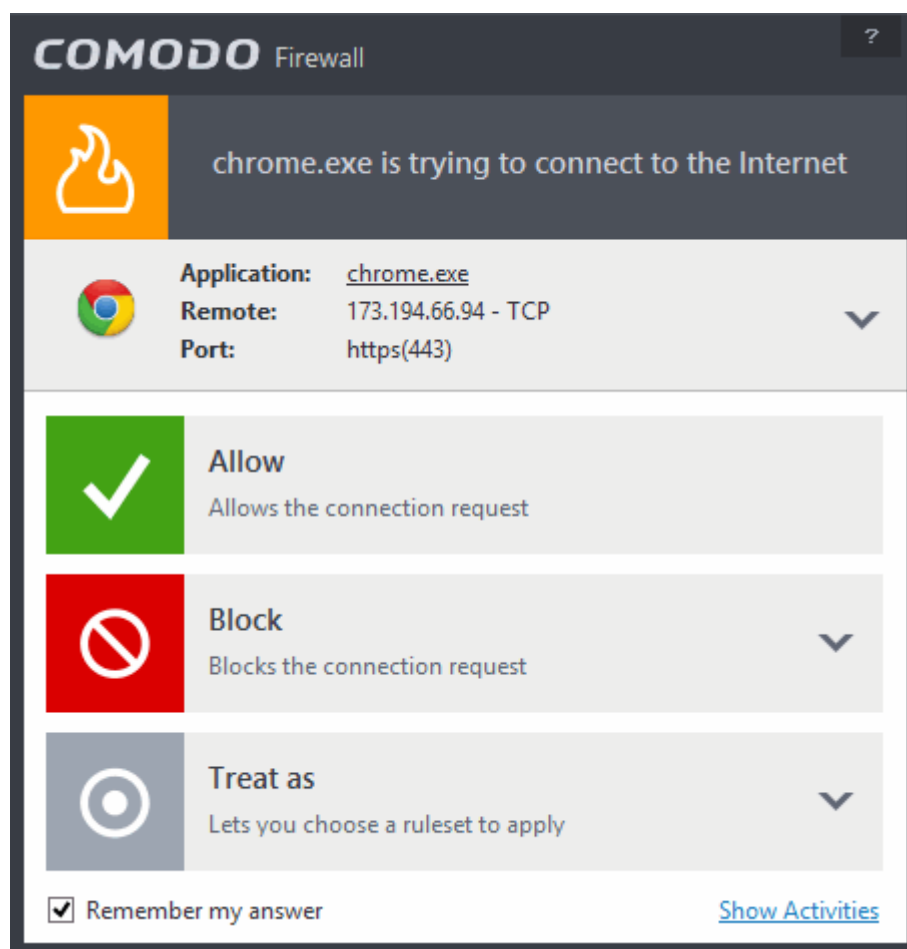 COMODO Firewall
?
chrome.exe is trying to connect to the Internet
Application: chrome.exe
Remote: 173.194.66.94 - TCP
Port: https(443)
Allow
Allows the connection request
Block
Blocks the connection request
Treat as
Lets you choose a ruleset to apply
Remember my answer Show Activities